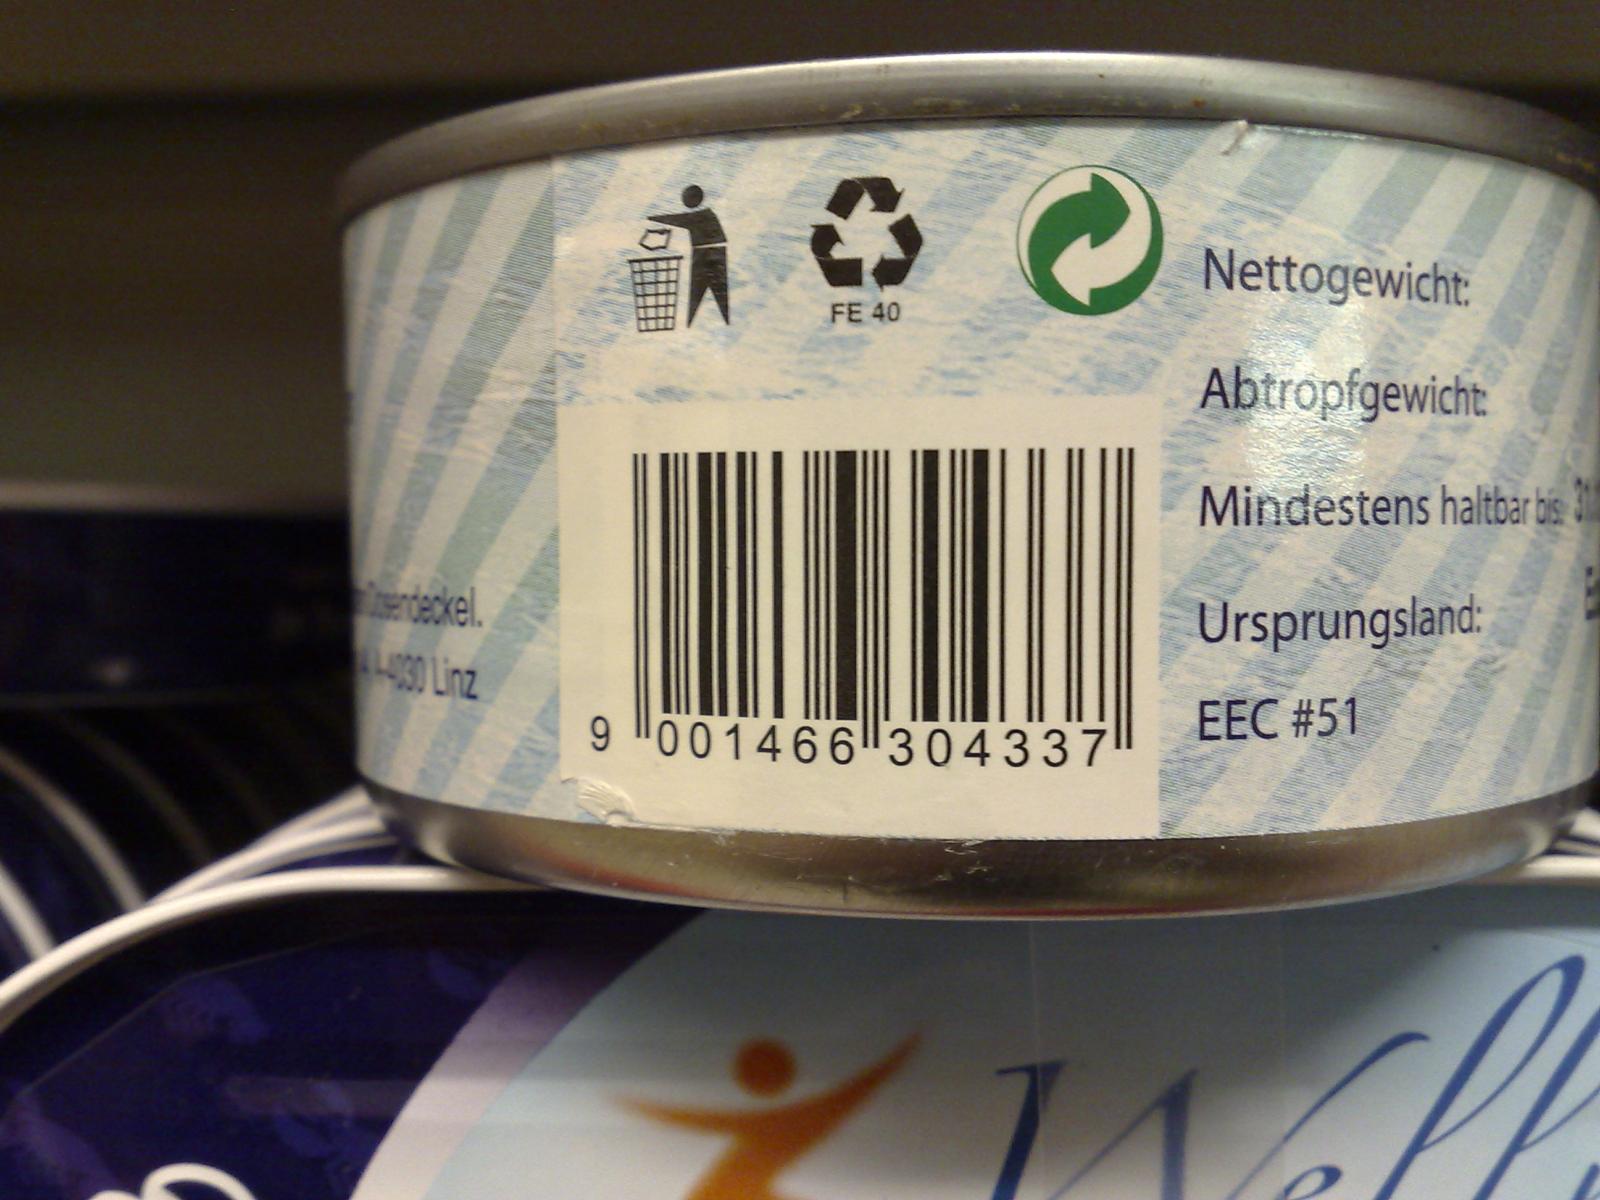 FE 40
Nettogewicht:
Abtropfgewicht:
Mindestens haltbar bis:
Ursprungsland:
EEC #51
Dosendeckel.
A-4030 Linz
9 001466 304337